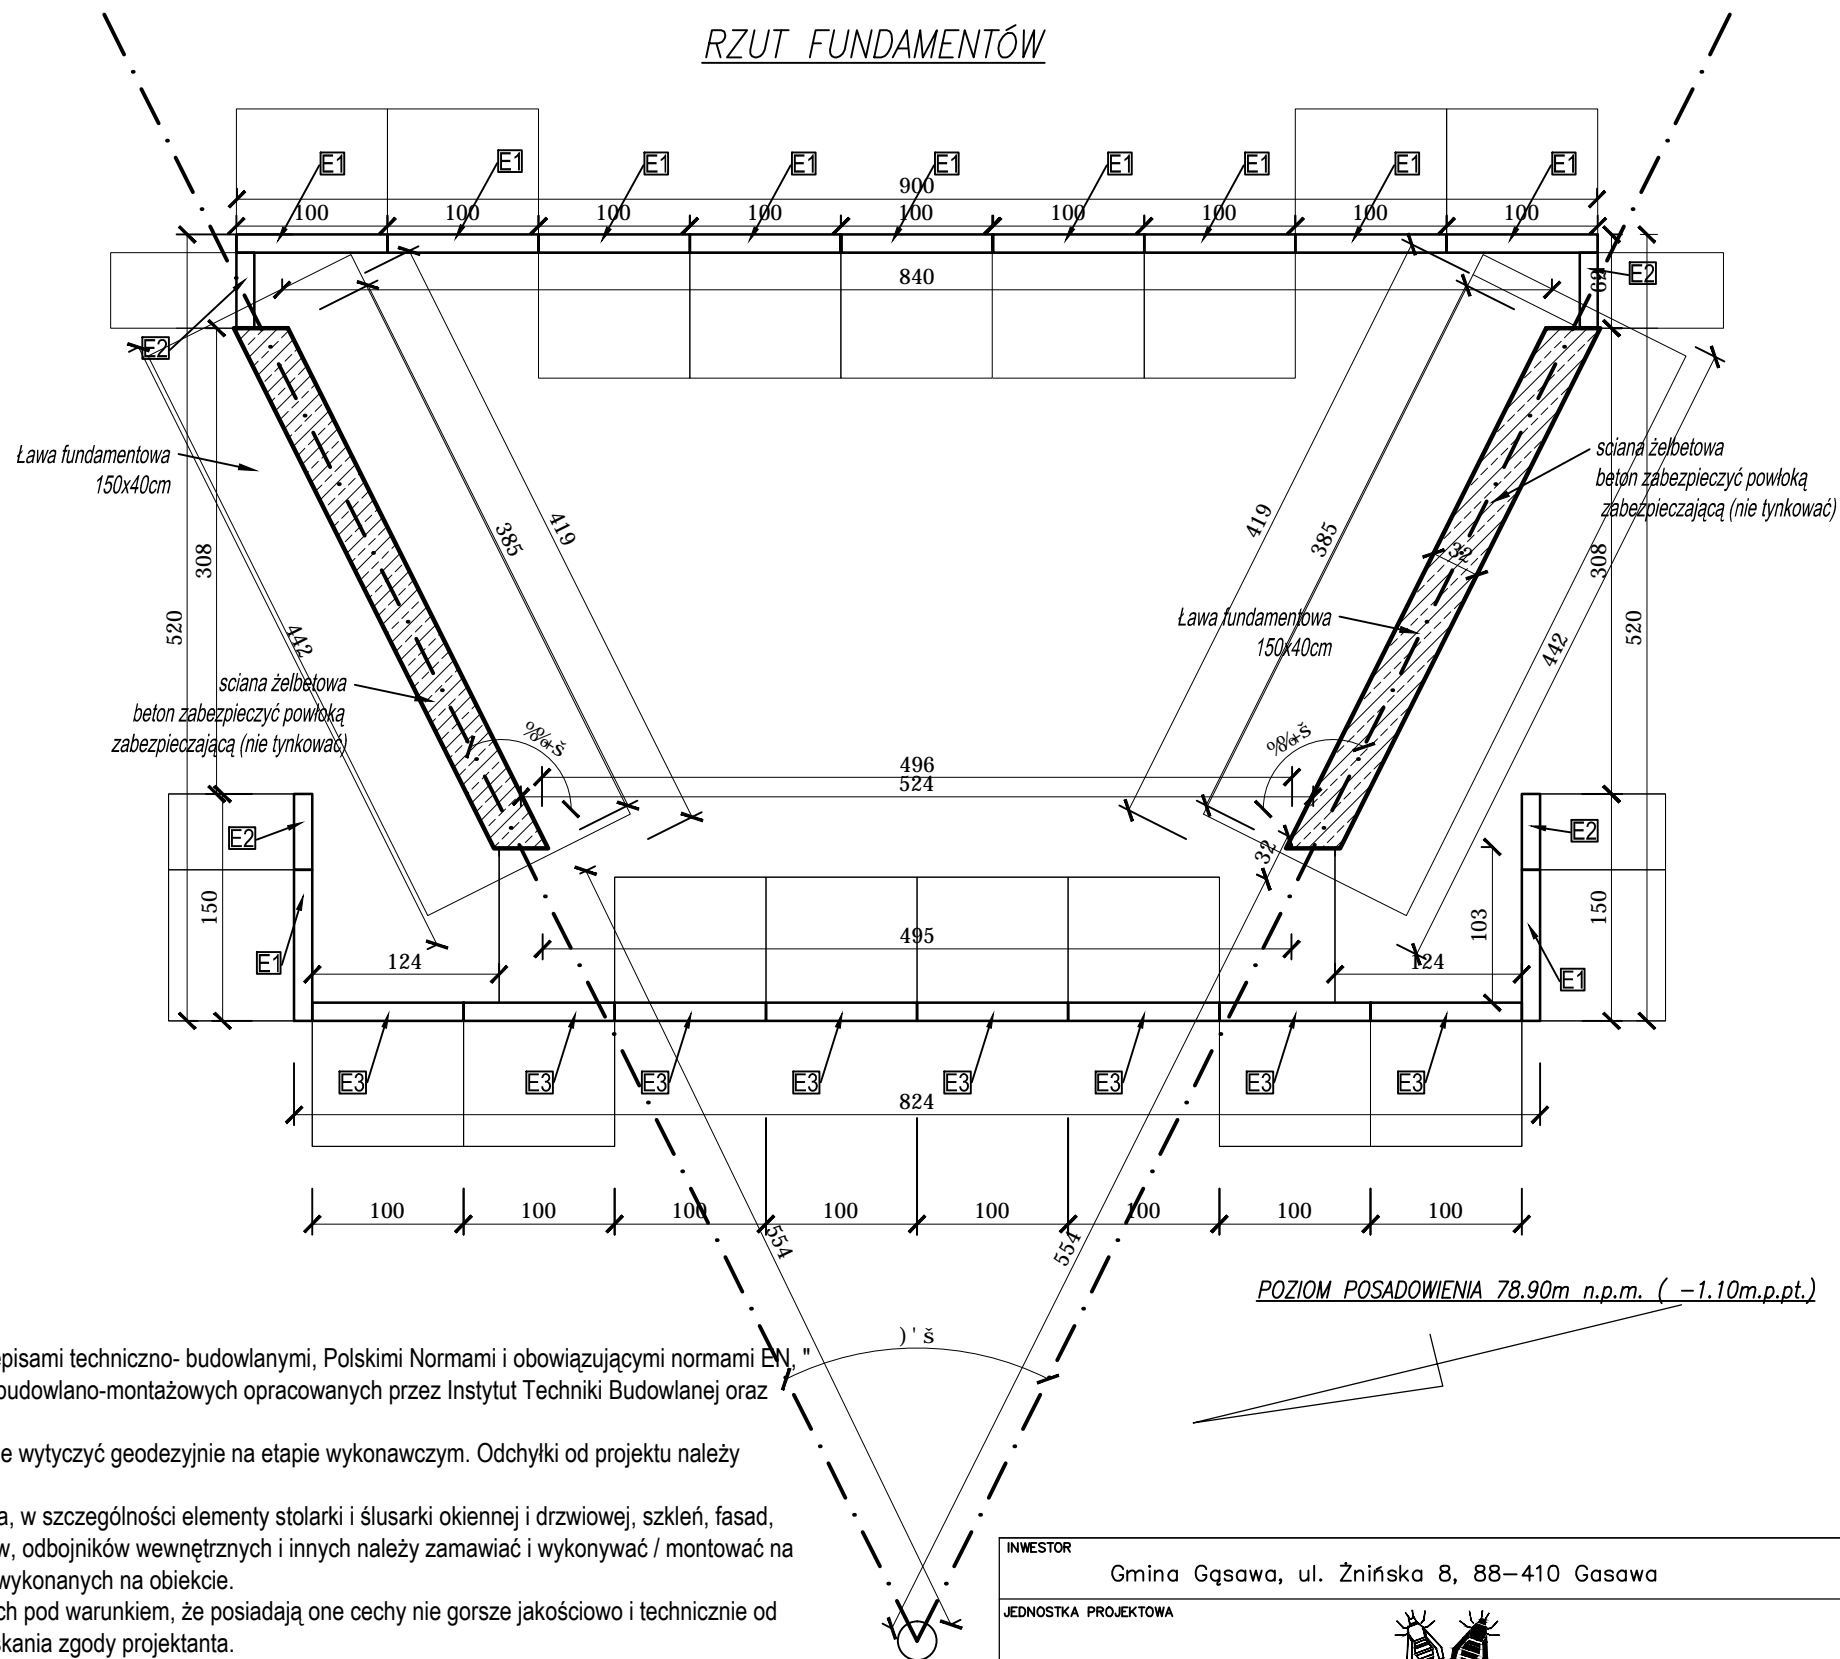 RZUT FUNDAMENTÓW
E1 E1 E1 E1 E1 E1 E1 E1 E1
900
100 100 100 100 100 100 100 100 100
840
E2
E2
62
Ława fundamentowa
150x40cm
sciana żelbetowa
beton zabezpieczyć powłoką
zabezpieczającą (nie tynkować)
385
419
419
385
32
308
308
520
520
442
442
Ława fundamentowa
150x40cm
sciana żelbetowa
beton zabezpieczyć powłoką
zabezpieczającą (nie tynkować)
496
524
E2
E2
32
150
150
103
495
E1
124
124
E1
E3 E3 E3 E3 E3 E3 E3 E3
824
100 100 100 100 100 100 100 100
554
554
POZIOM POSADOWIENIA 78.90m n.p.m. ( -1.10m.p.pt.)
)' š
episami techniczno- budowlanymi, Polskimi Normami i obowiązującymi normami EN, "
budowlano-montażowych opracowanych przez Instytut Techniki Budowlanej oraz
e wytyczyć geodezyjnie na etapie wykonawczym. Odchyłki od projektu należy
a, w szczególności elementy stolarki i ślusarki okiennej i drzwiowej, szkleń, fasad,
w, odbojników wewnętrznych i innych należy zamawiać i wykonywać / montować na
wykonanych na obiekcie.
ch pod warunkiem, że posiadają one cechy nie gorsze jakościowo i technicznie od
skania zgody projektanta.
INWESTOR
Gmina Gąsawa, ul. Żnińska 8, 88-410 Gasawa
JEDNOSTKA PROJEKTOWA